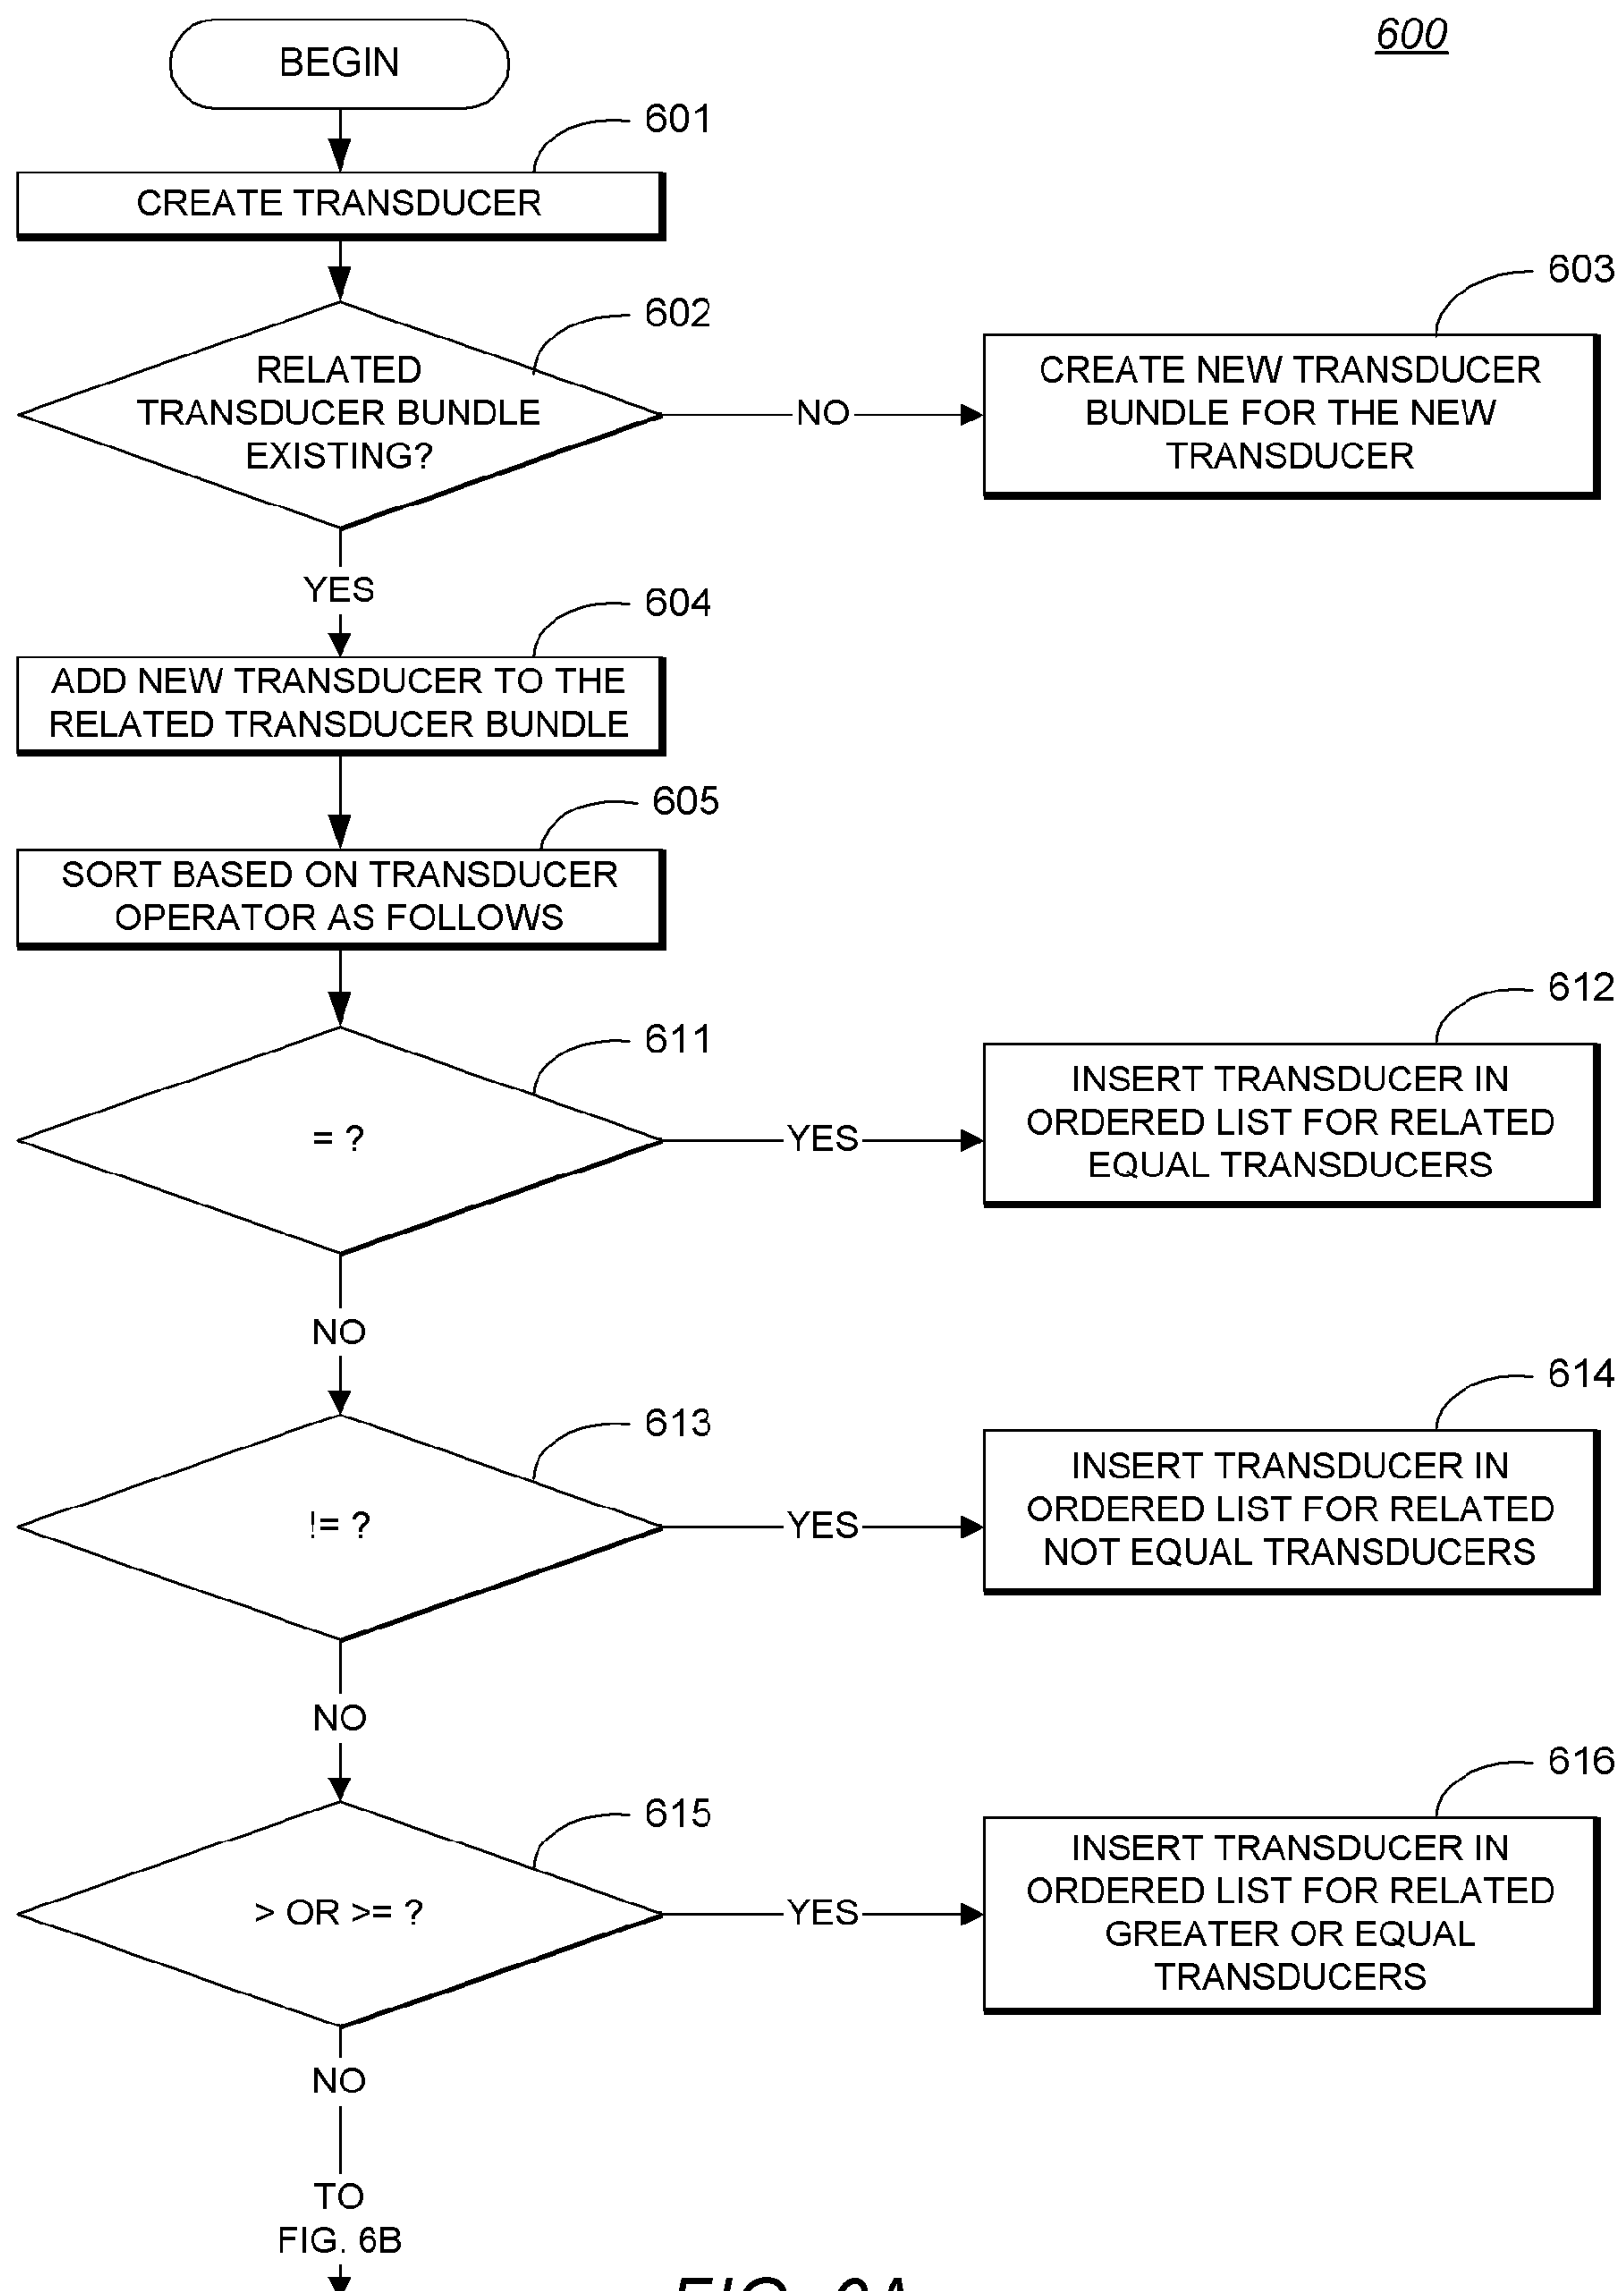 600
BEGIN
601
CREATE TRANSDUCER
602
RELATED
TRANSDUCER BUNDLE
EXISTING?
NO
603
CREATE NEW TRANSDUCER
BUNDLE FOR THE NEW
TRANSDUCER
YES
604
ADD NEW TRANSDUCER TO THE
RELATED TRANSDUCER BUNDLE
605
SORT BASED ON TRANSDUCER
OPERATOR AS FOLLOWS
611
= ?
YES
612
INSERT TRANSDUCER IN
ORDERED LIST FOR RELATED
EQUAL TRANSDUCERS
NO
613
!= ?
YES
614
INSERT TRANSDUCER IN
ORDERED LIST FOR RELATED
NOT EQUAL TRANSDUCERS
NO
615
> OR >= ?
YES
616
INSERT TRANSDUCER IN
ORDERED LIST FOR RELATED
GREATER OR EQUAL
TRANSDUCERS
NO
TO
FIG. 6B
FIG. 6A